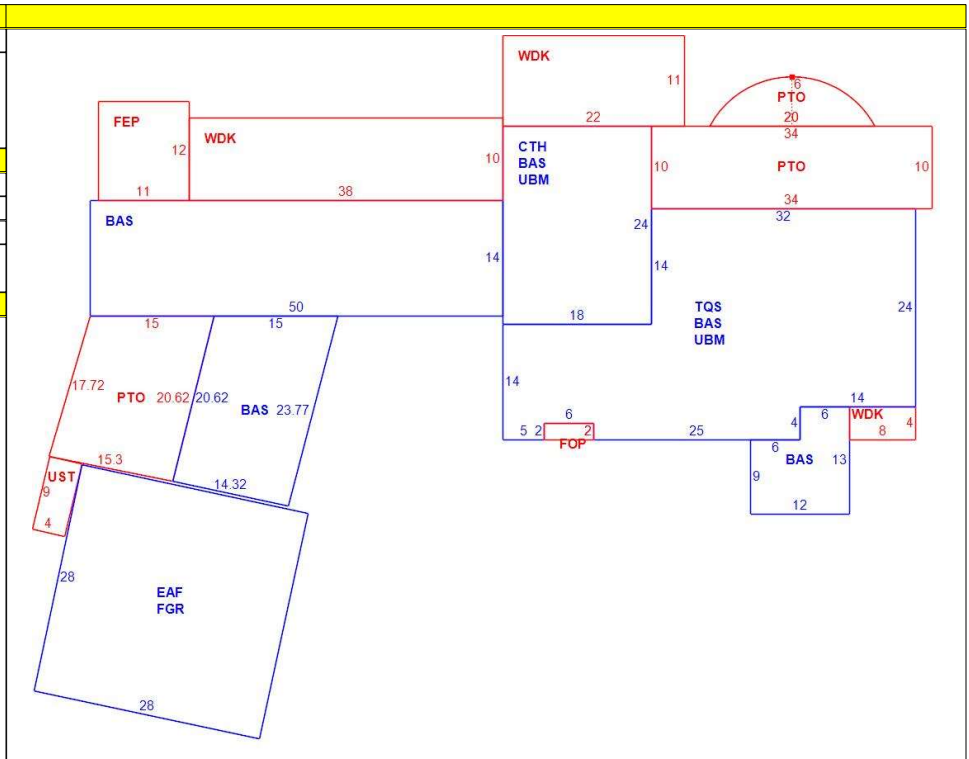 WDK
11
22
6
PTO
20
34
FEP
12
11
WDK
10
38
CTH
BAS
UBM
24
18
10
PTO
10
34
32
BAS
14
50
14
TQS
BAS
UBM
24
14
15
17.72
PTO
20.62
15.3
15
20.62
BAS
23.77
14.32
6
5
2
2
FOP
25
4
14
6
WDK
4
8
6
BAS
9
13
12
UST
9
4
28
EAF
FGR
28